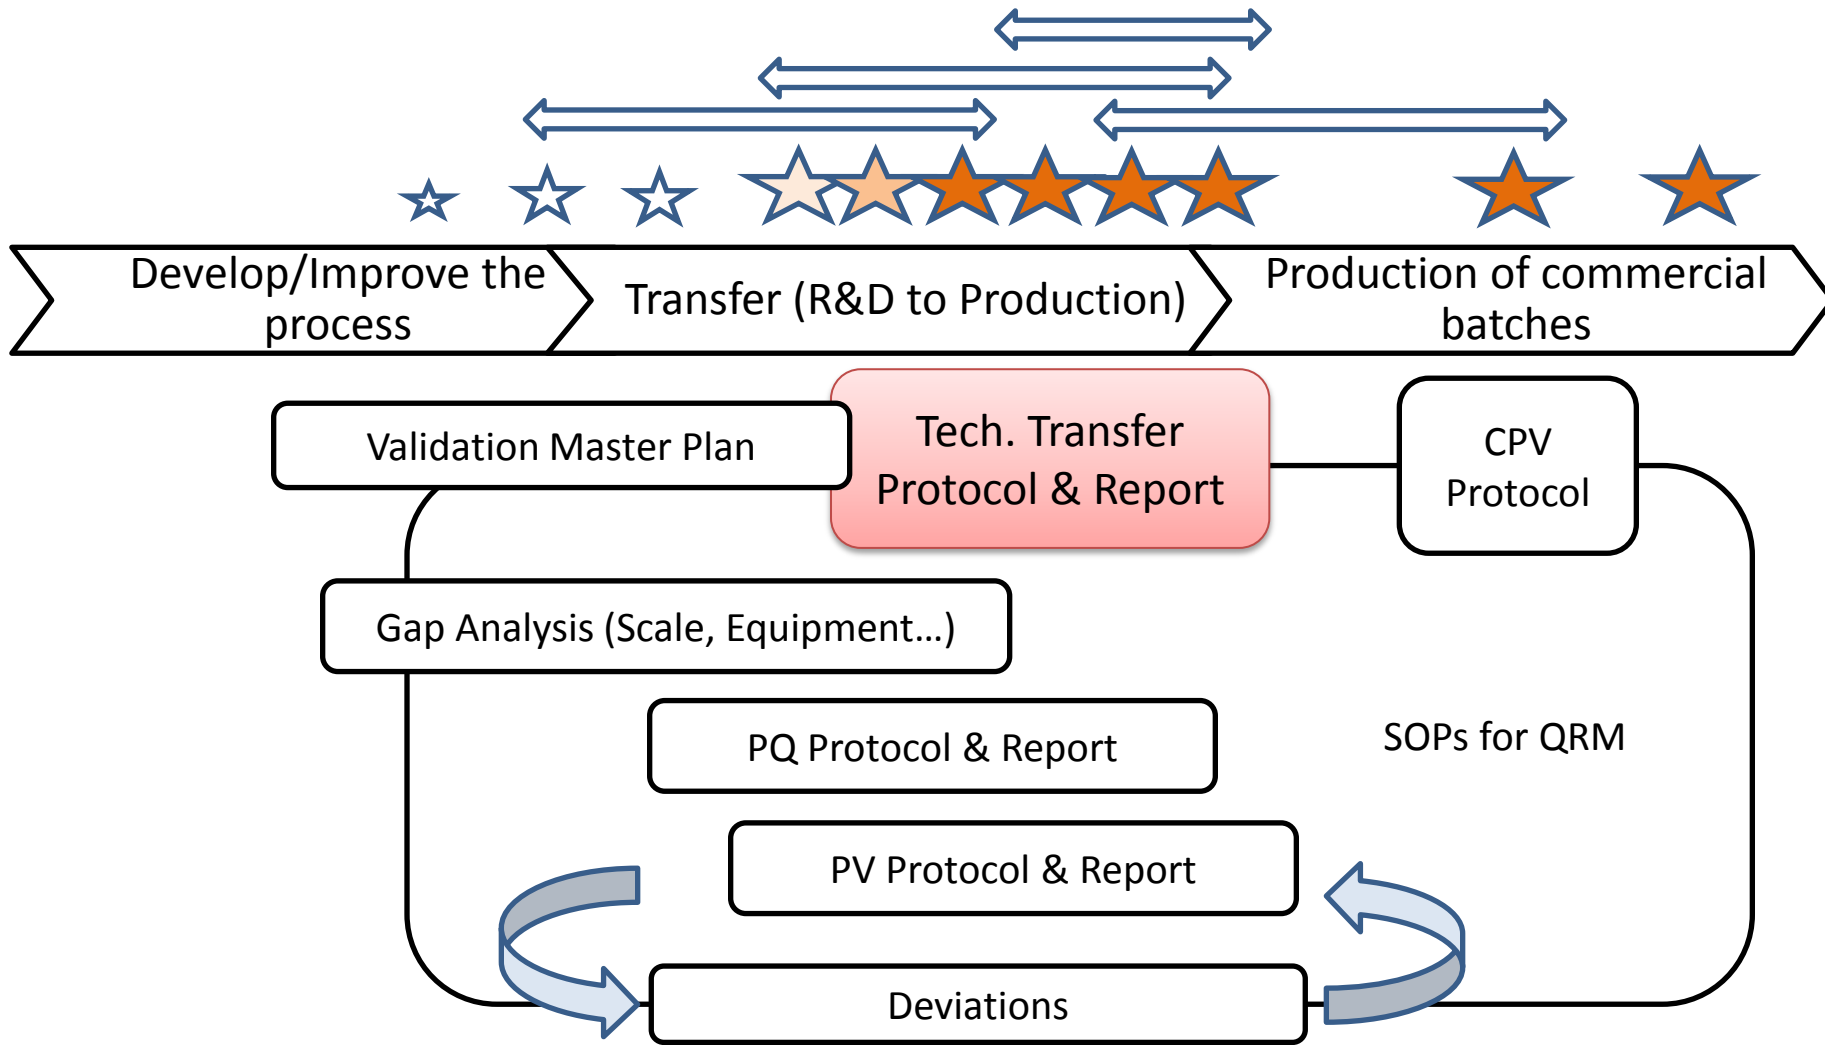 Develop/Improve the
process
Transfer (R&D to Production)
Production of commercial
batches
Validation Master Plan
Tech. Transfer
Protocol & Report
CPV
Protocol
Gap Analysis (Scale, Equipment…)
PQ Protocol & Report
SOPs for QRM
PV Protocol & Report
Deviations